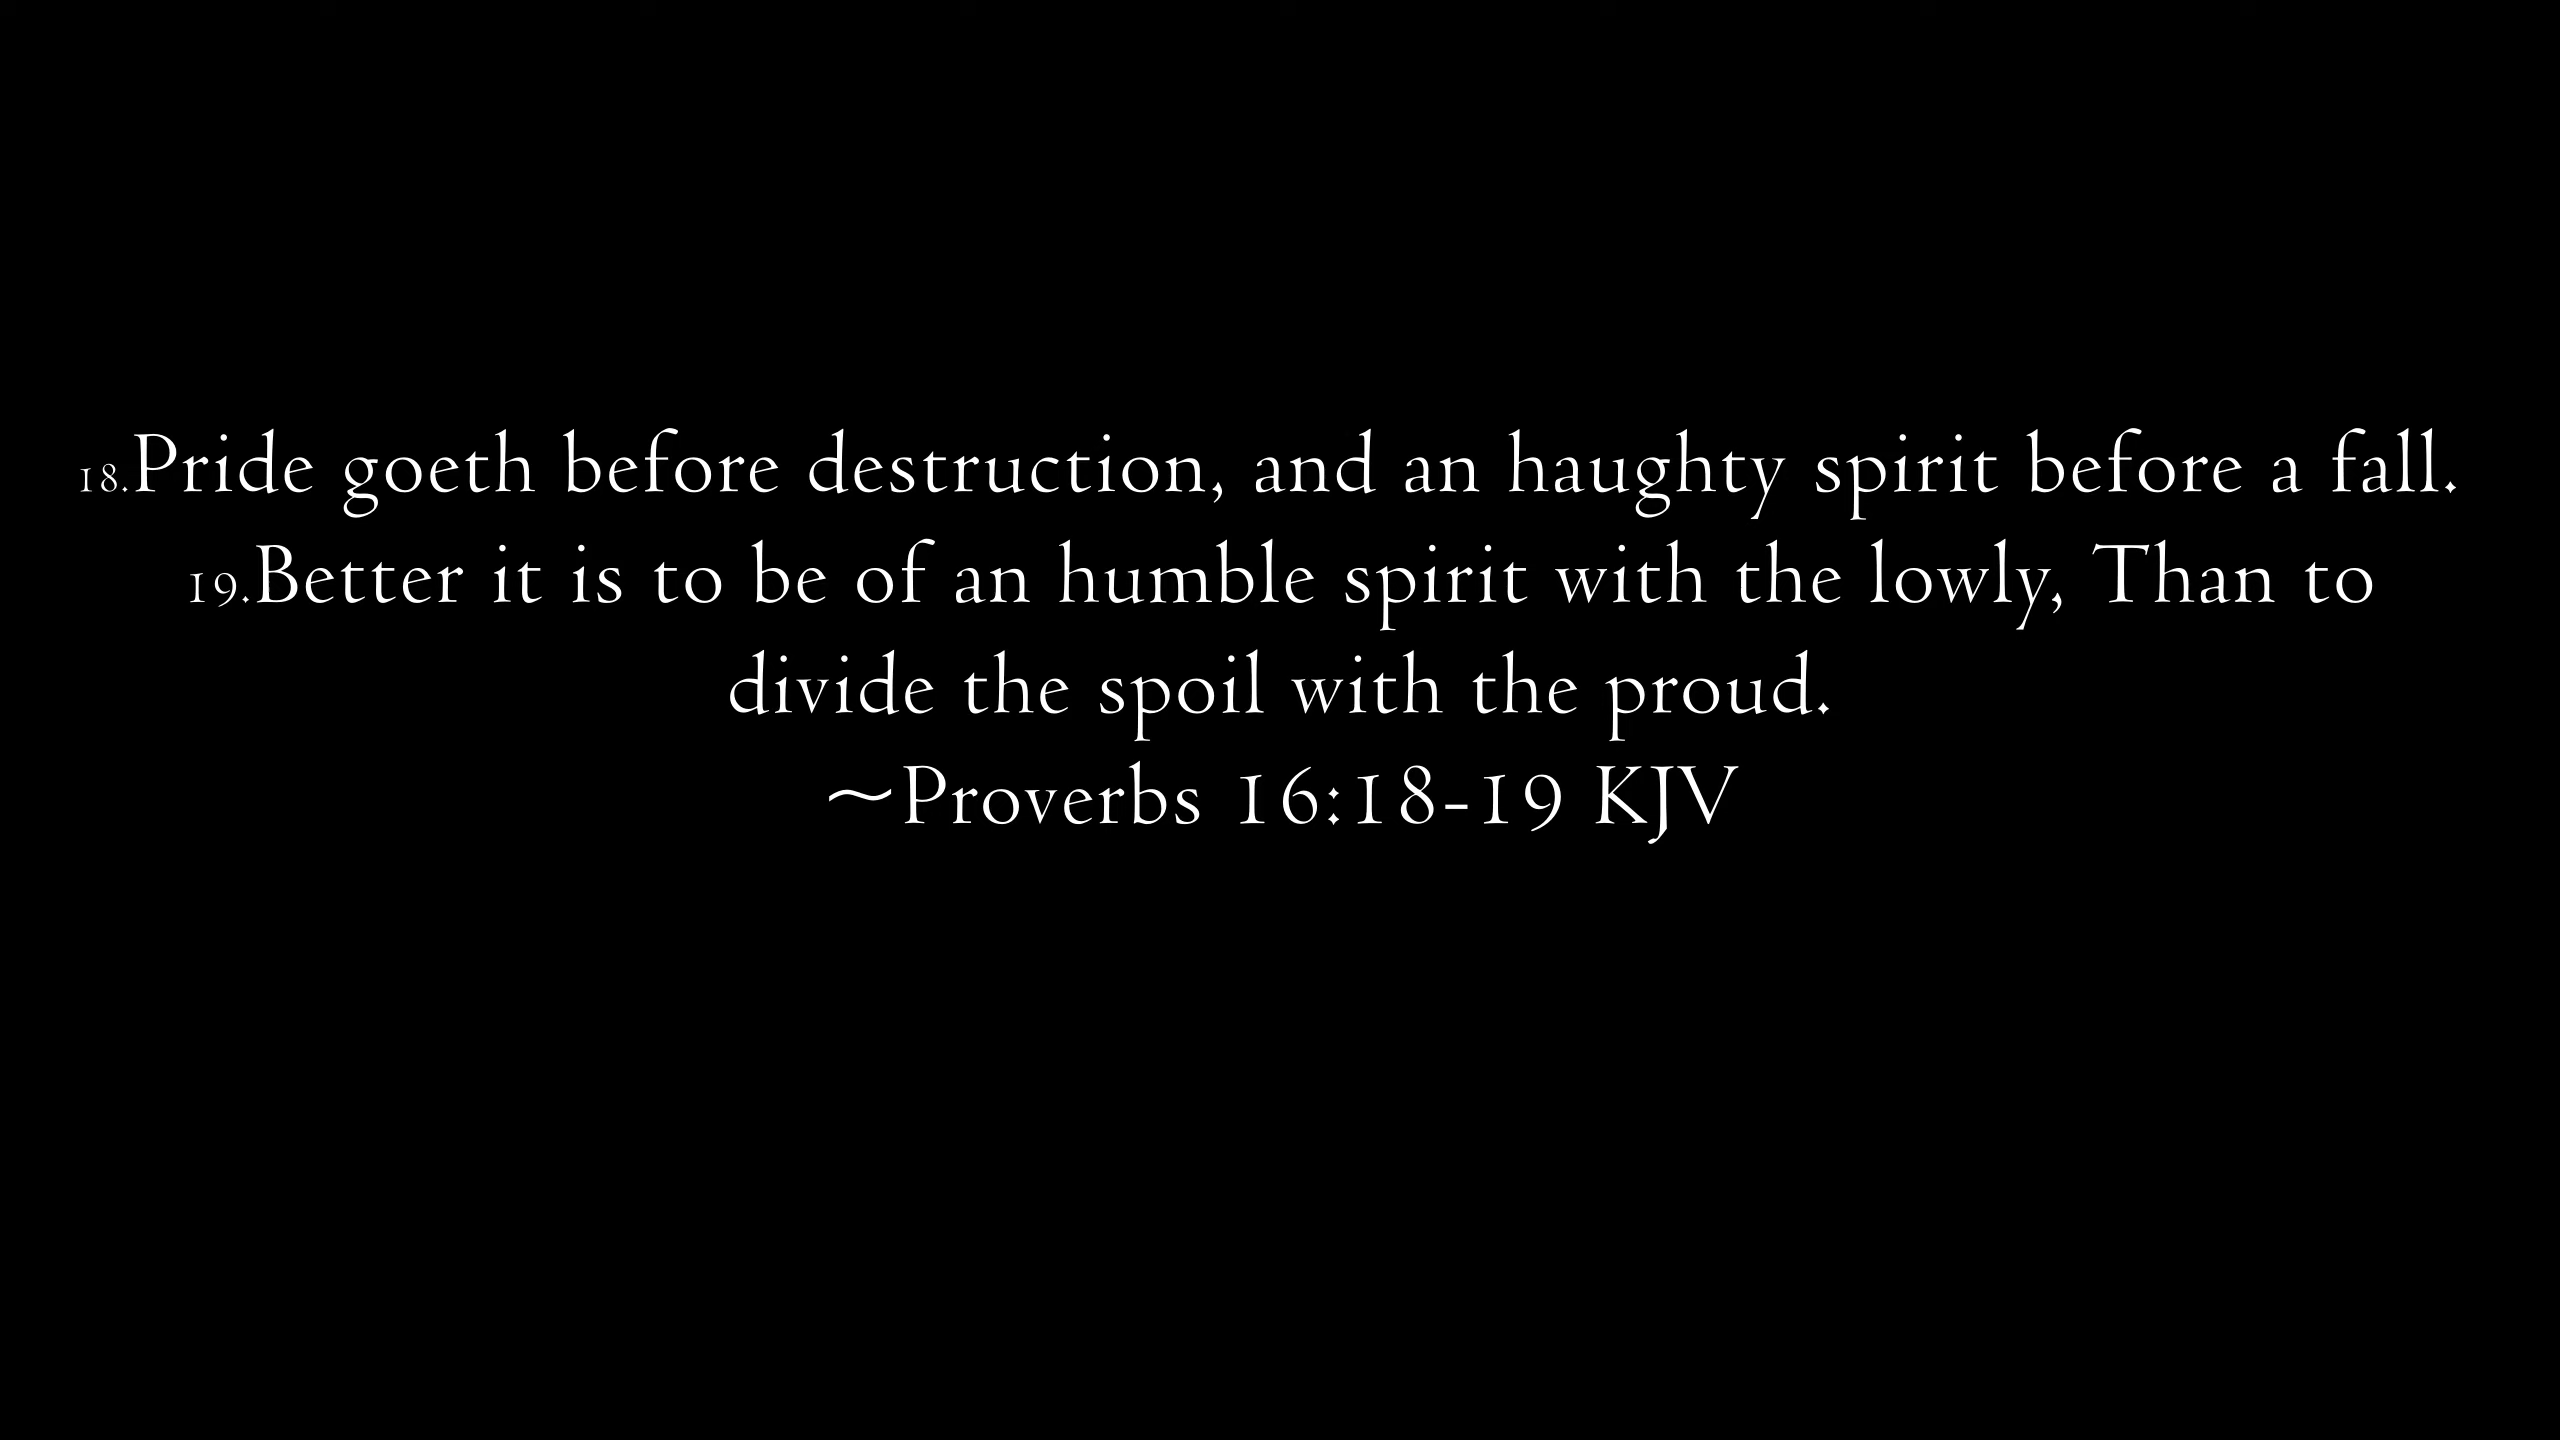 18.Pride goeth before destruction, and an haughty spirit before a fall.
19.Better it is to be of an humble spirit with the lowly, Than to
divide the spoil with the proud.
~Proverbs 16:18-19 KJV